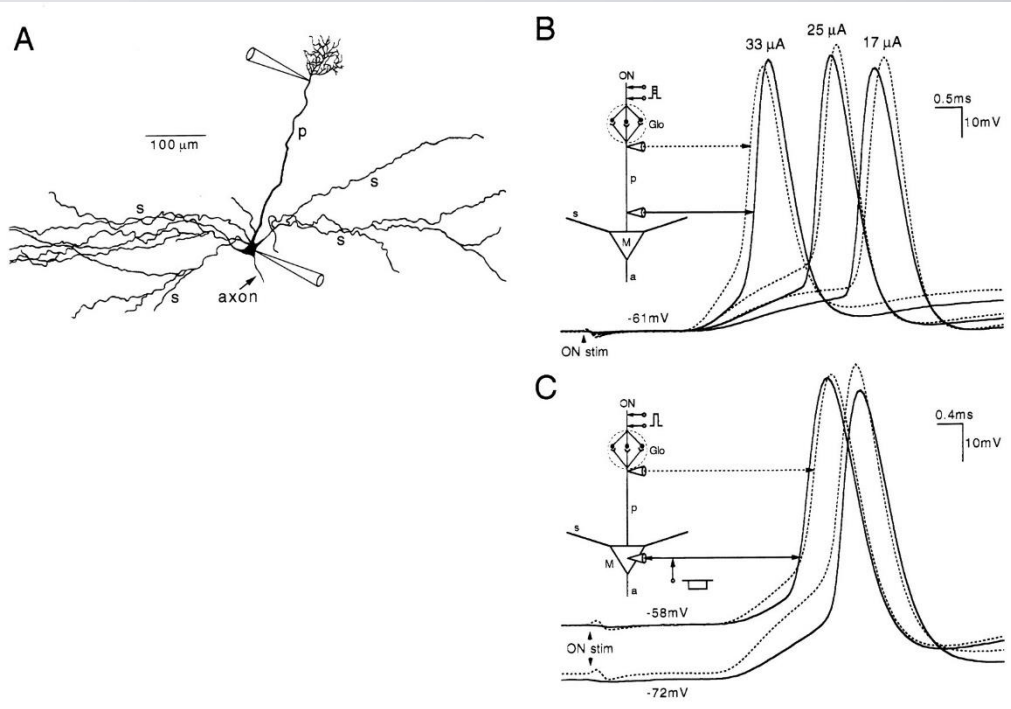 A
p
100 μm
s
s
s
s
axon
B
33 μA
25 μA
17 μA
0.5ms
10mV
ON
Glo
p
s
M
a
-61mV
ON stim
C
0.4ms
10mV
ON
Glo
p
s
M
a
-58mV
ON stim
-72mV